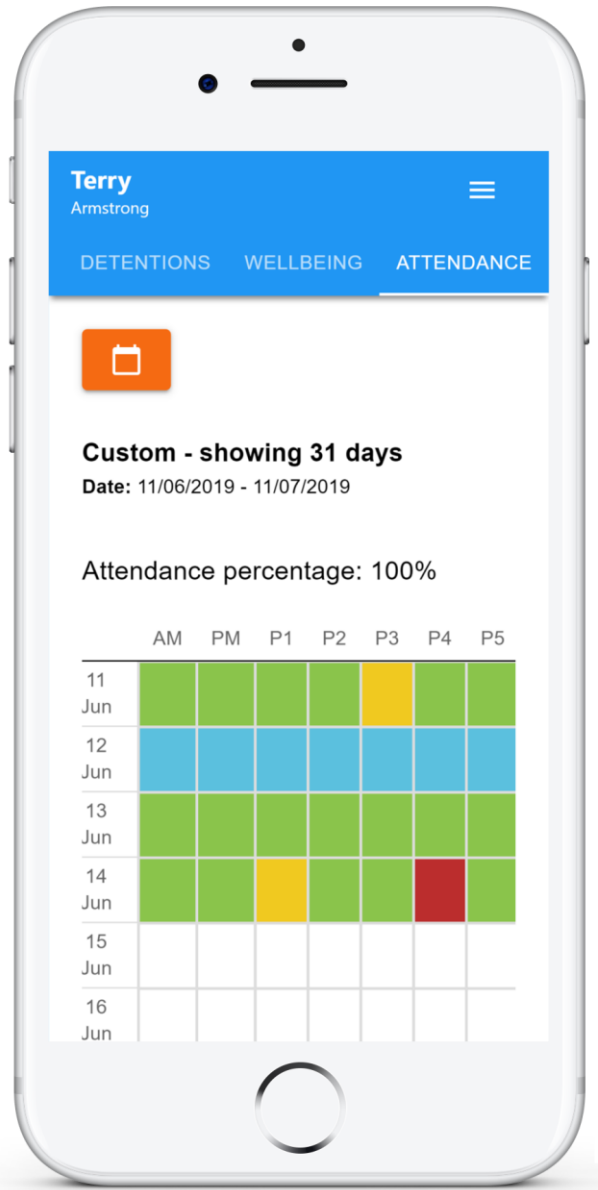 Terry
Armstrong
DETENTIONS WELLBEING ATTENDANCE
Custom - showing 31 days
Date: 11/06/2019 - 11/07/2019
Attendance percentage: 100%
AM PM P1 P2 P3 P4 P5
11
Jun
12
Jun
13
Jun
14
Jun
15
Jun
16
Jun